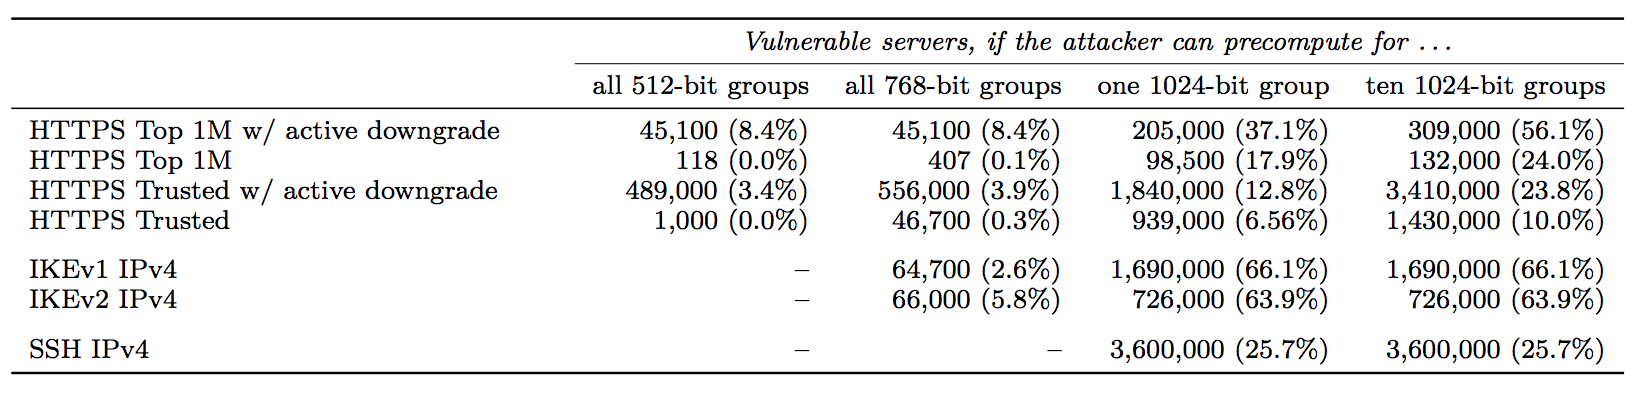 Vulnerable servers, if the attacker can precompute for . . .
all 512-bit groups all 768-bit groups one 1024-bit group ten 1024-bit groups
HTTPS Top 1M w/ active downgrade 45,100 (8.4%) 45,100 (8.4%) 205,000 (37.1%) 309,000 (56.1%)
HTTPS Top 1M 118 (0.0%) 407 (0.1%) 98,500 (17.9%) 132,000 (24.0%)
HTTPS Trusted w/ active downgrade 489,000 (3.4%) 556,000 (3.9%) 1,840,000 (12.8%) 3,410,000 (23.8%)
HTTPS Trusted 1,000 (0.0%) 46,700 (0.3%) 939,000 (6.56%) 1,430,000 (10.0%)
IKEv1 IPv4 – 64,700 (2.6%) 1,690,000 (66.1%) 1,690,000 (66.1%)
IKEv2 IPv4 – 66,000 (5.8%) 726,000 (63.9%) 726,000 (63.9%)
SSH IPv4 – – 3,600,000 (25.7%) 3,600,000 (25.7%)